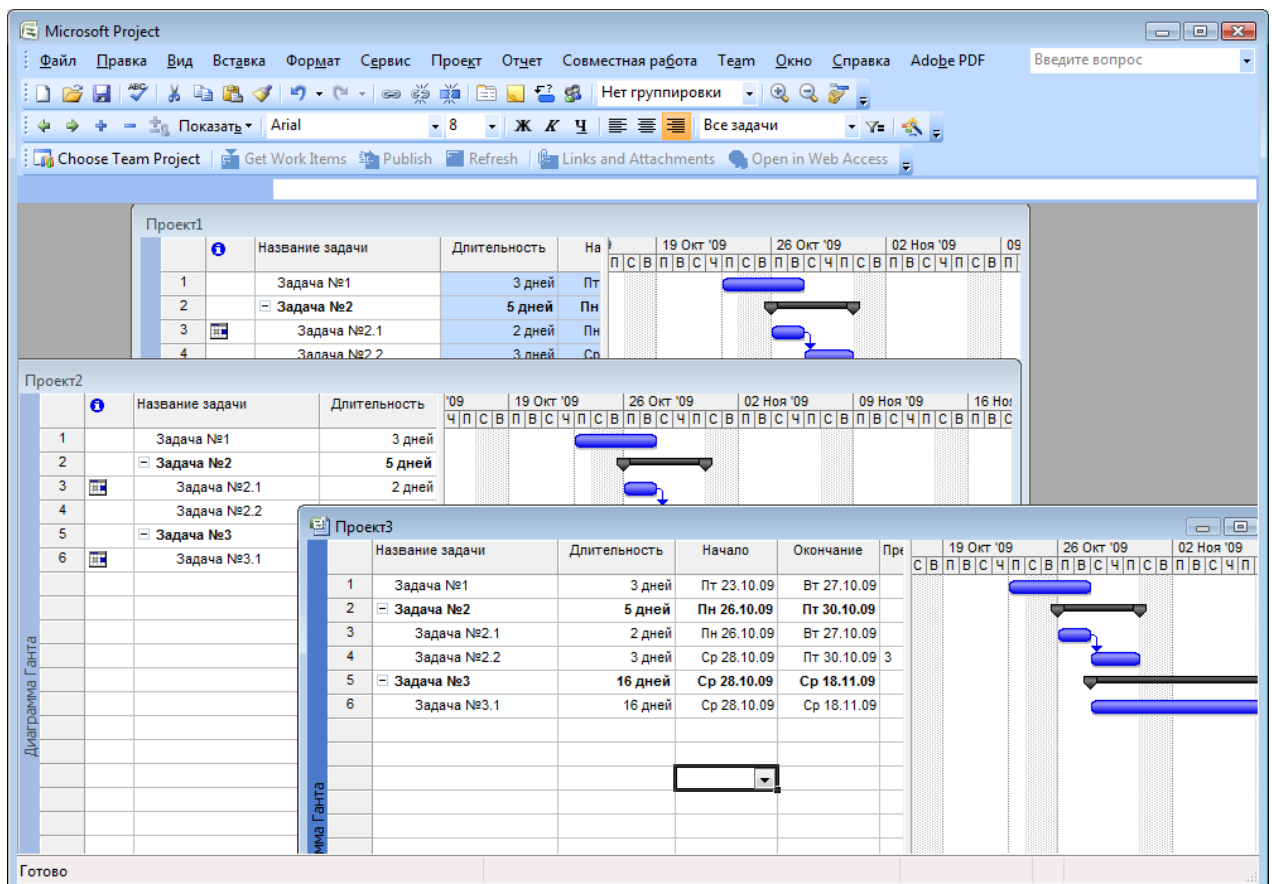 Microsoft Project
Файл Правка Вид Вставка Формат Сервис Проект Отчет Совместная работа Team Окно Справка Adobe PDF Введите вопрос
ABC Нет группировки
Показать Arial 8 Ж К Ч Все задачи
Choose Team Project Get Work Items Publish Refresh Links and Attachments Open in Web Access
Проект1
Название задачи Длительность На 19 Окт '09 26 Окт '09 02 Ноя '09 09
П С В П В С Ч П С В П В С Ч П С В П В С Ч П С В П
1 Задача №1 3 дней Пт
2 Задача №2 5 дней Пн
3 Задача №2.1 2 дней Пн
4 Задача №2.2 3 дней Ср
Проект2
Название задачи Длительность '09 19 Окт '09 26 Окт '09 02 Ноя '09 09 Ноя '09 16 Ноя
Ч П С В П В С Ч П С В П В С Ч П С В П В С Ч П С В П В С Ч П С В П В С
1 Задача №1 3 дней
2 Задача №2 5 дней
3 Задача №2.1 2 дней
4 Задача №2.2
5 Задача №3
6 Задача №3.1
Диаграмма Ганта
Проект3
Название задачи Длительность Начало Окончание Пре 19 Окт '09 26 Окт '09 02 Ноя '09
С В П В С Ч П С В П В С Ч П С В П В С Ч П
1 Задача №1 3 дней Пт 23.10.09 Вт 27.10.09
2 Задача №2 5 дней Пн 26.10.09 Пт 30.10.09
3 Задача №2.1 2 дней Пн 26.10.09 Вт 27.10.09
4 Задача №2.2 3 дней Ср 28.10.09 Пт 30.10.09 3
5 Задача №3 16 дней Ср 28.10.09 Ср 18.11.09
6 Задача №3.1 16 дней Ср 28.10.09 Ср 18.11.09
мма Ганта
Готово